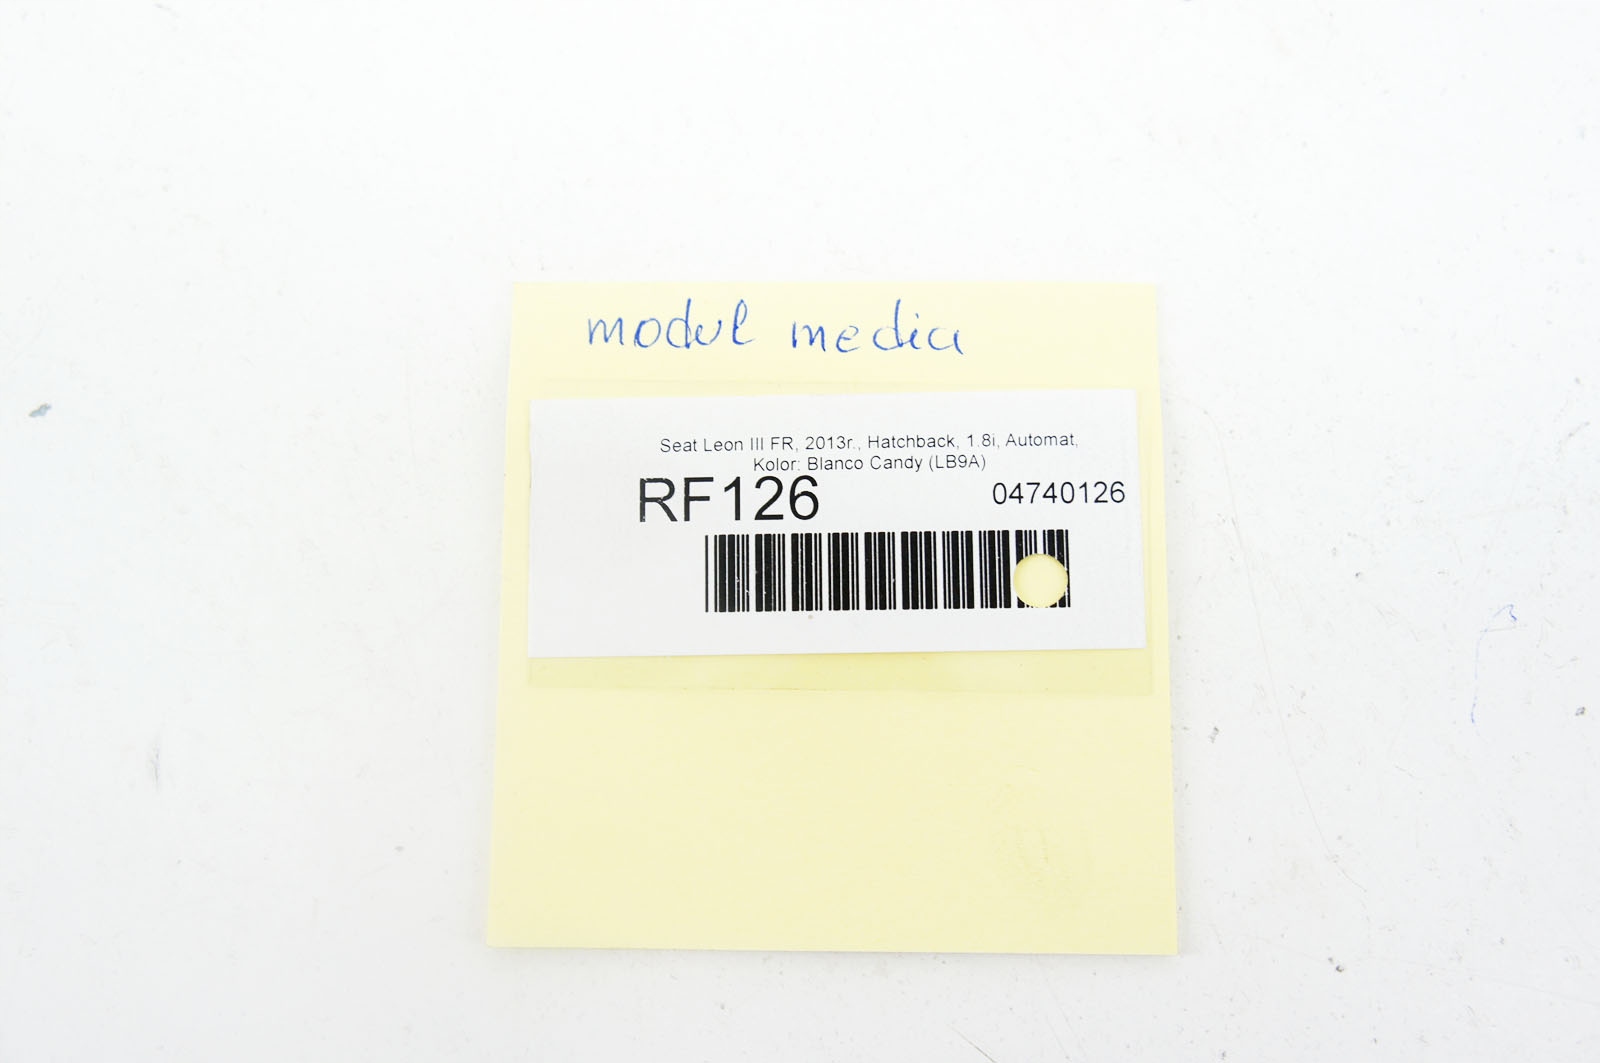 modul media
Seat Leon III FR, 2013r., Hatchback, 1.8i, Automat,
Kolor: Blanco Candy (LB9A)
RF126 04740126